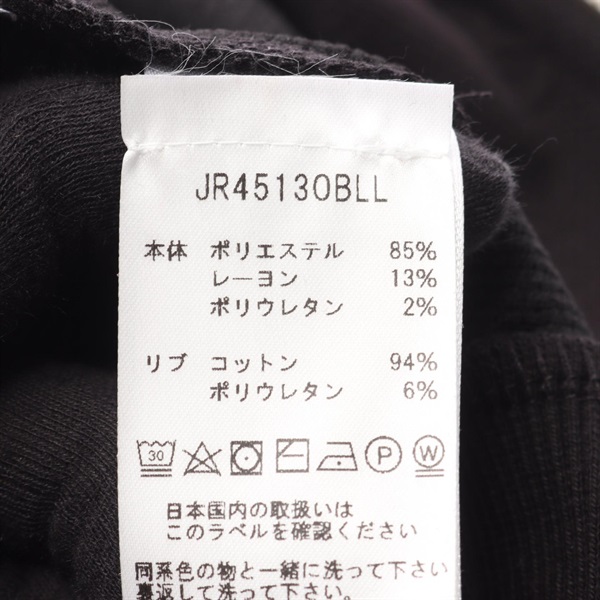 JR45130BLL
本体 ポリエステル 85%
レーヨン 13%
ポリウレタン 2%
リブ コットン 94%
ポリウレタン 6%
30 P W
日本国内の取扱いは
このラベルを確認ください
同系色の物と一緒に洗って下さい
裏返して洗って下さい